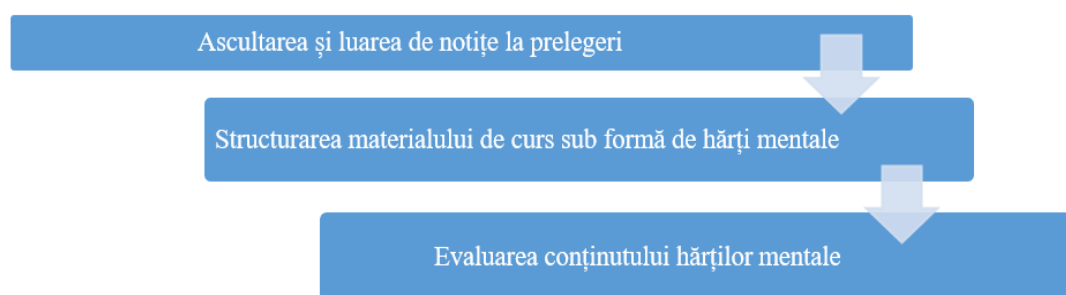 Ascultarea și luarea de notițe la prelegeri
Structurarea materialului de curs sub formă de hărți mentale
Evaluarea conținutului hărților mentale